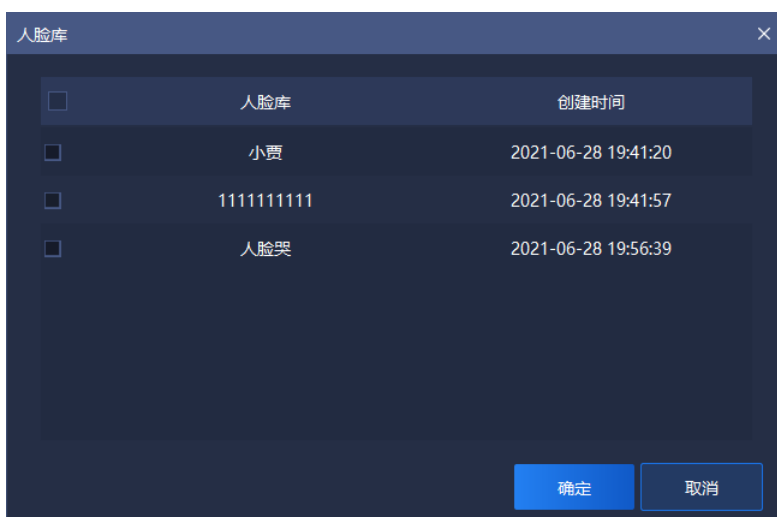 人脸库
人脸库 创建时间
小贾 2021-06-28 19:41:20
1111111111 2021-06-28 19:41:57
人脸哭 2021-06-28 19:56:39
确定 取消